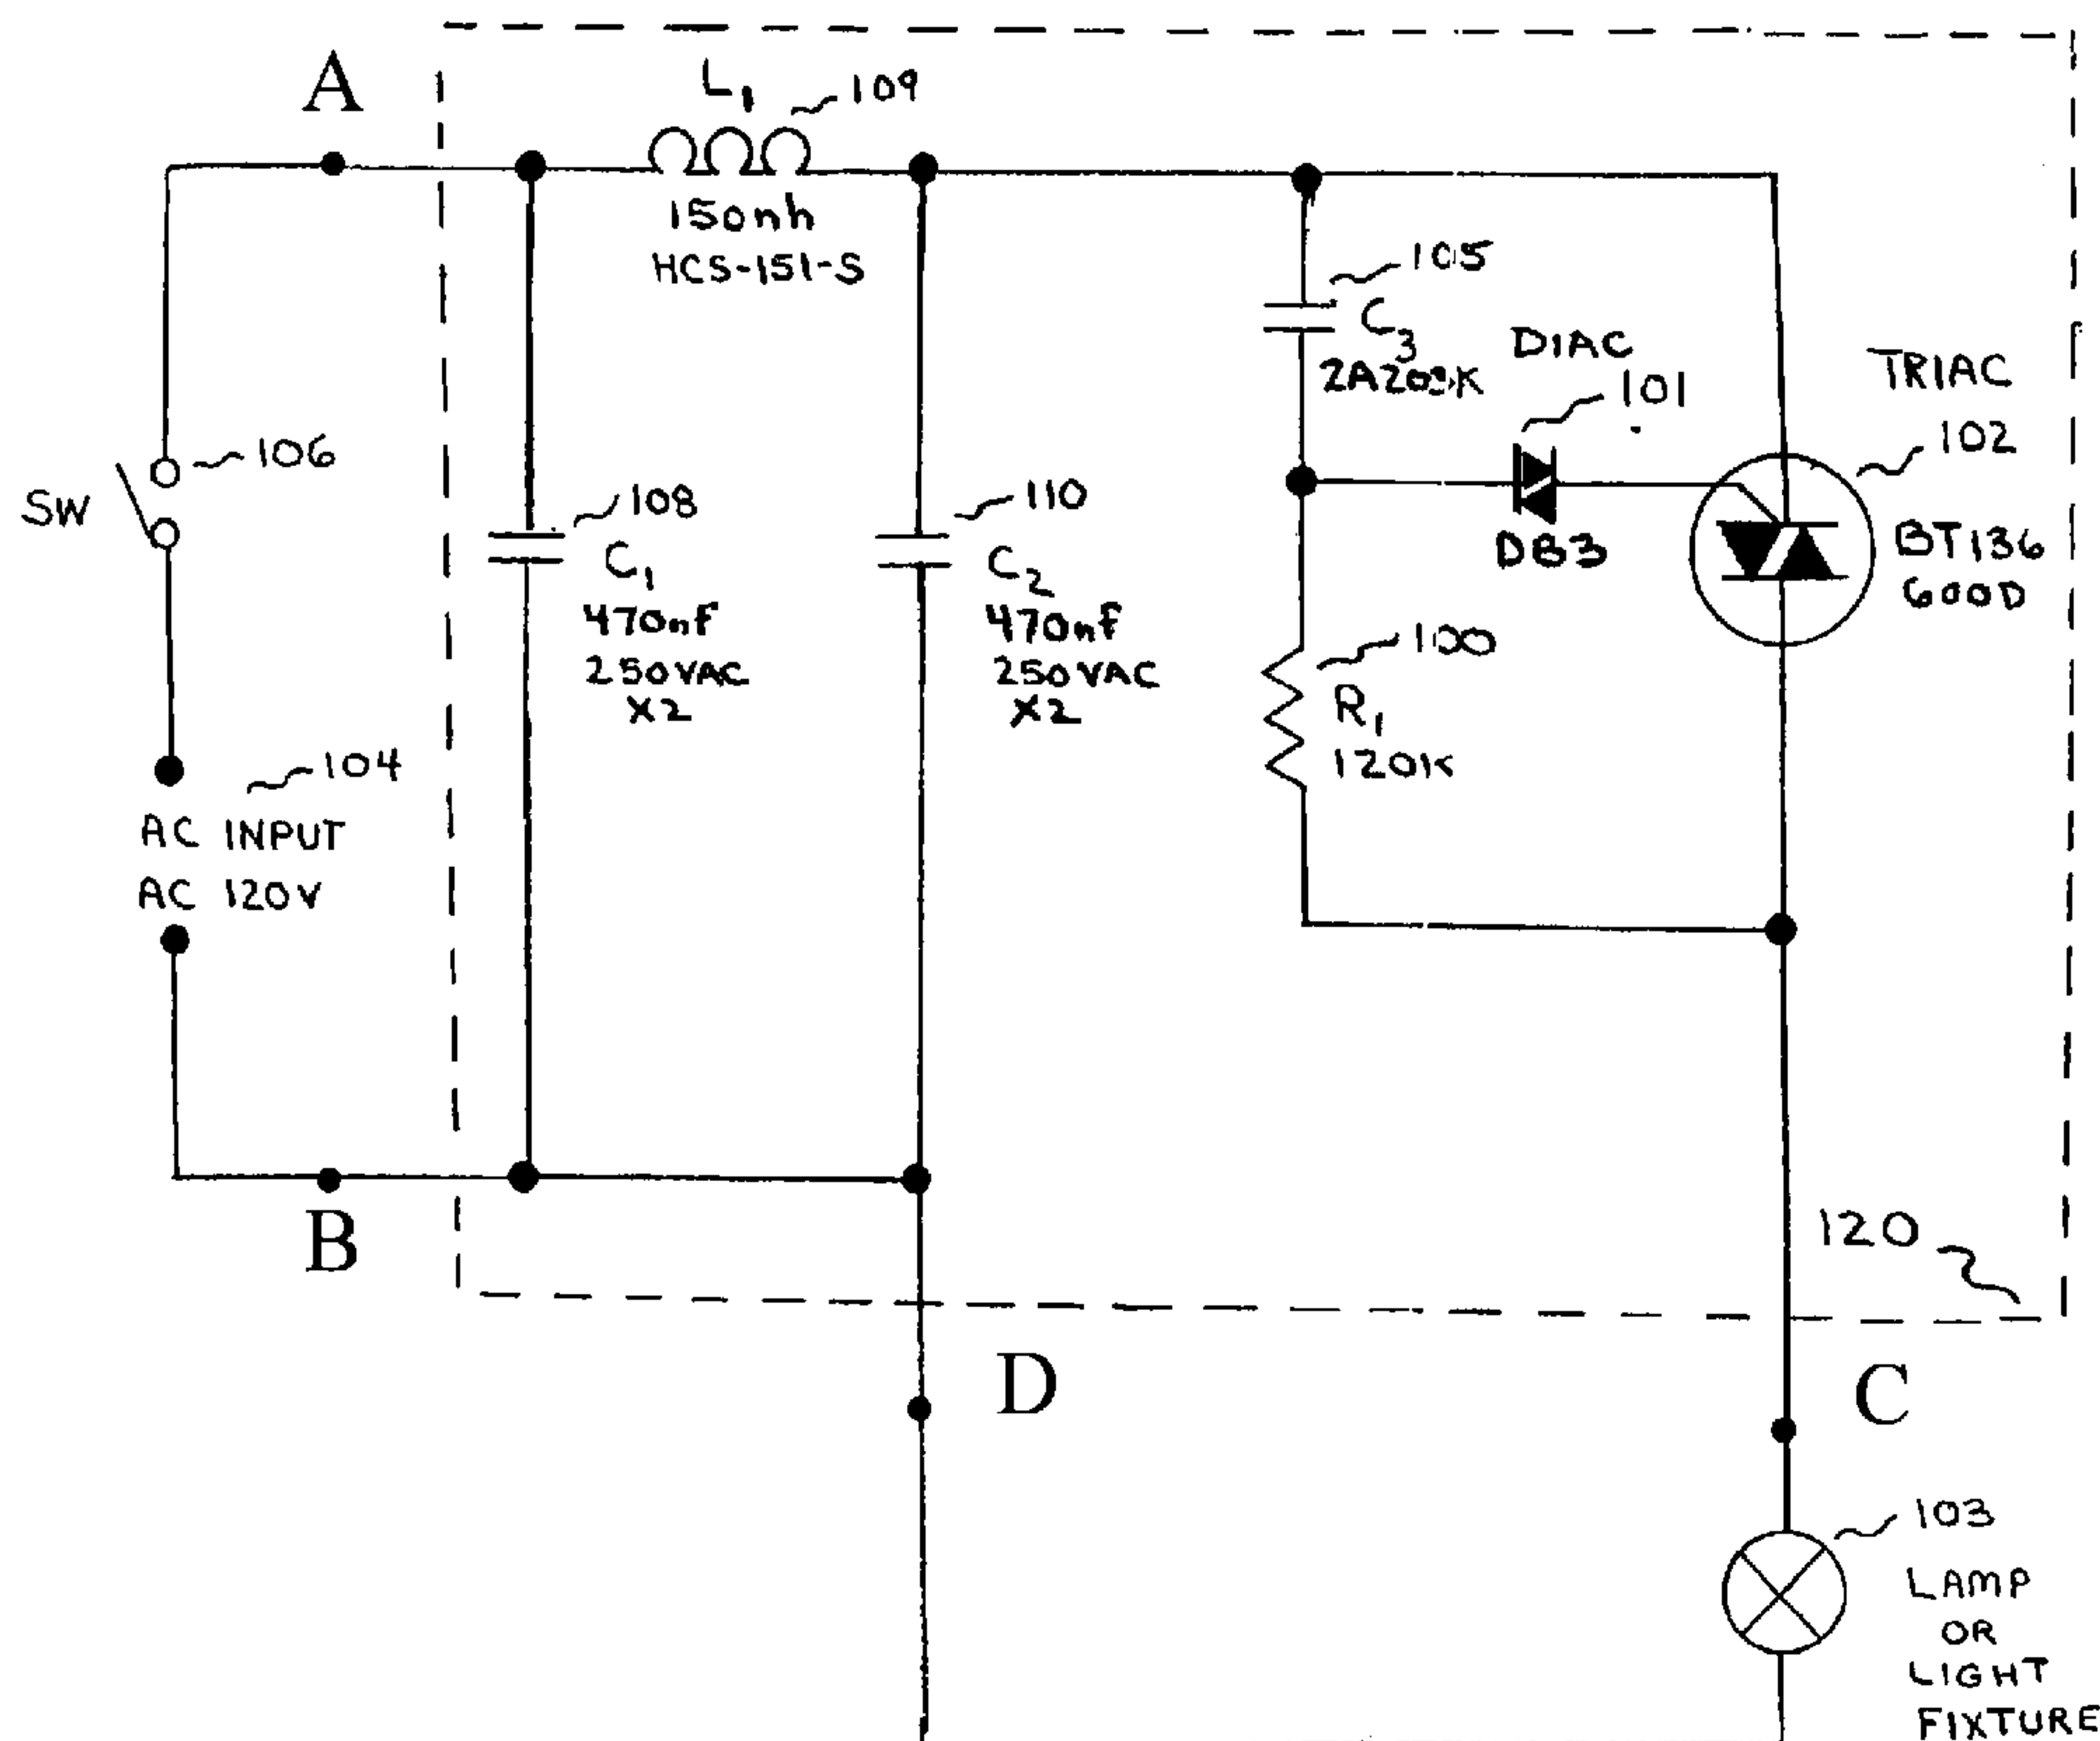 A
L1
109
150nh
HCS-151-S
105
C3
DIAC
101
TRIAC
102
BT136
600D
DB3
SW
106
108
C1
470nf
250VAC
X2
110
C2
470nf
250VAC
X2
100
R1
120K
104
AC INPUT
AC 120V
B
120
D
C
103
LAMP
OR
LIGHT
FIXTURE